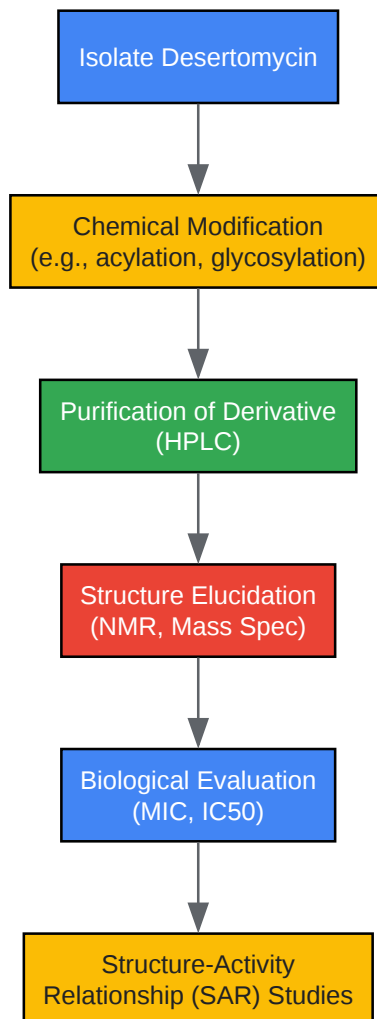 Isolate Desertomycin
Chemical Modification
(e.g., acylation, glycosylation)
Purification of Derivative
(HPLC)
Structure Elucidation
(NMR, Mass Spec)
Biological Evaluation
(MIC, IC50)
Structure-Activity
Relationship (SAR) Studies